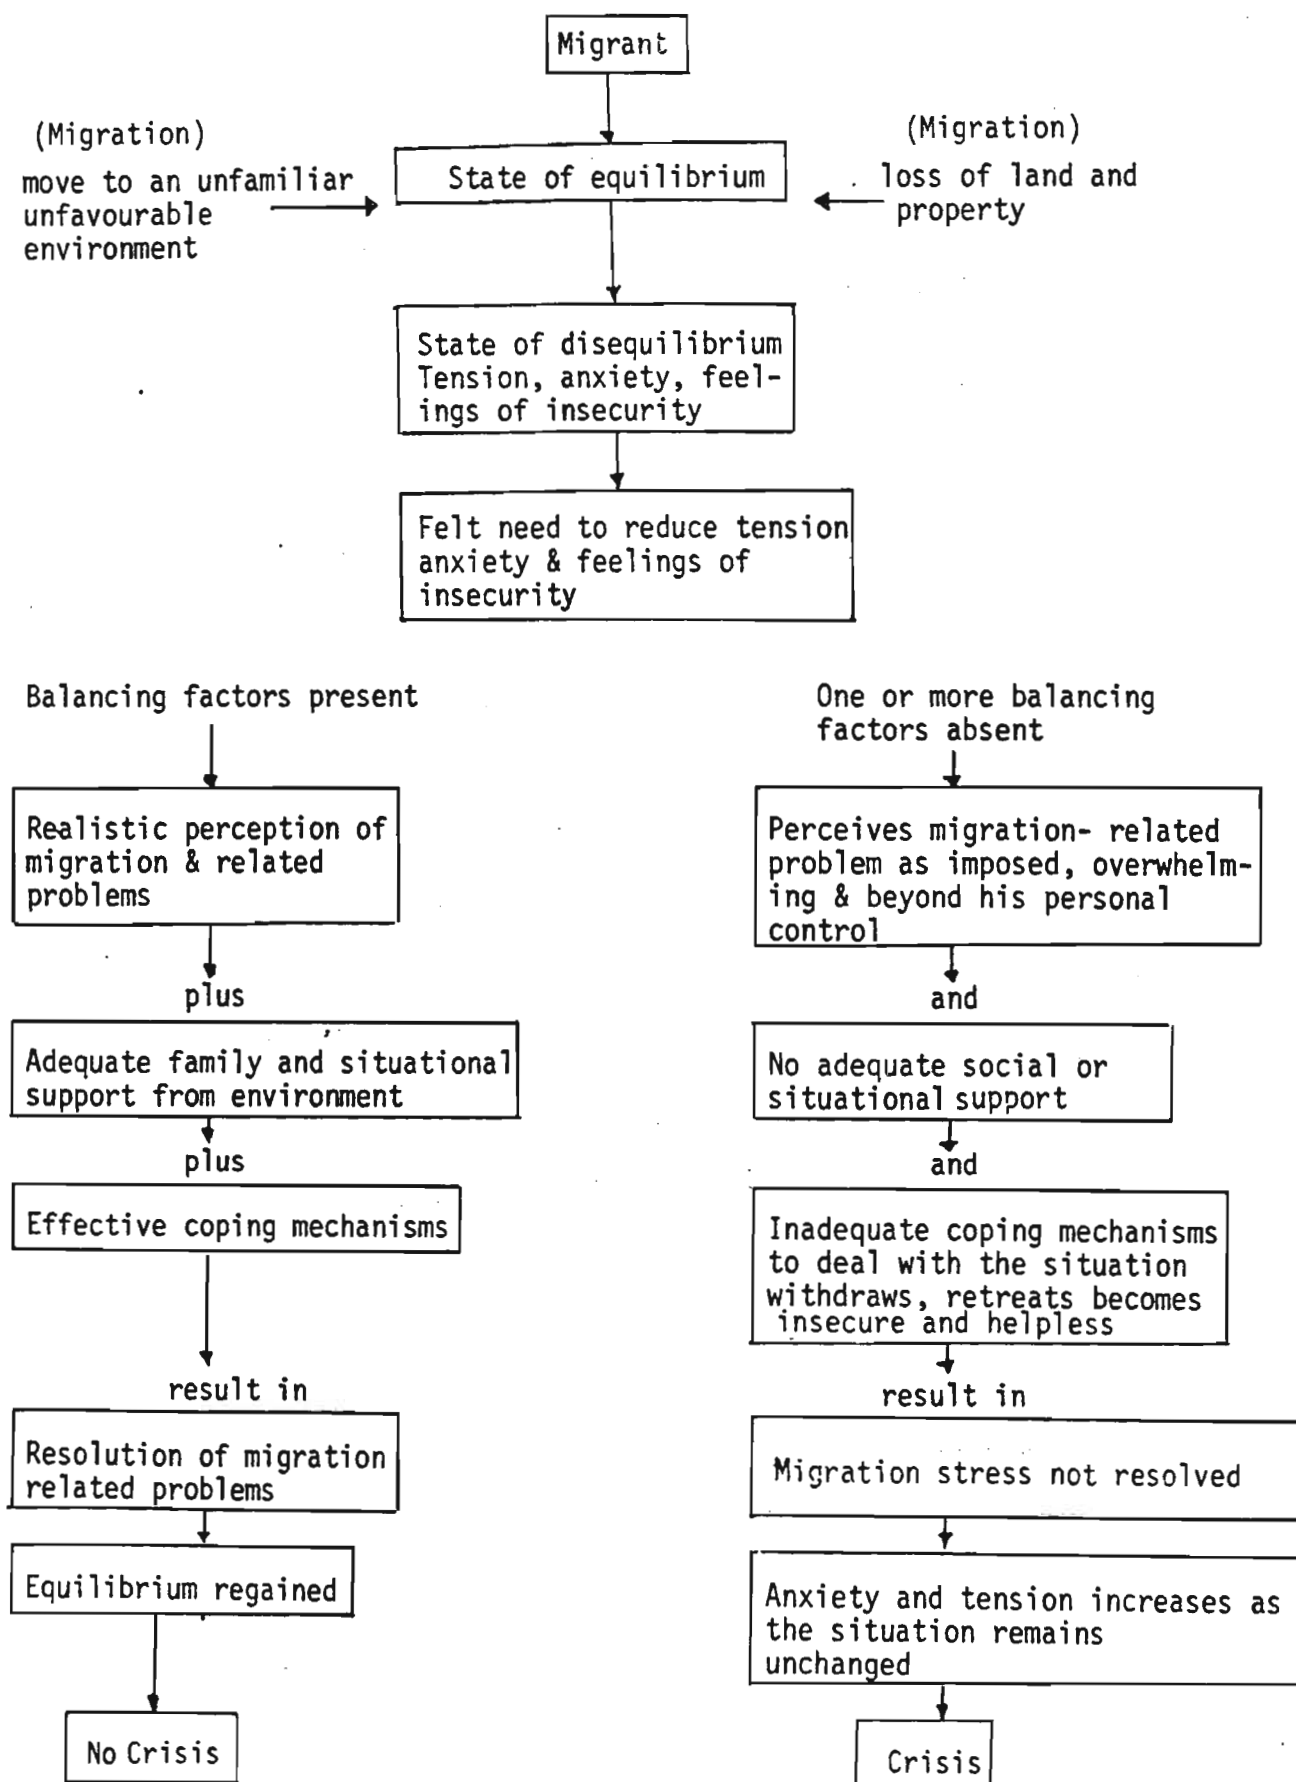 Migrant
(Migration)
move to an unfamiliar
unfavourable
environment
State of equilibrium
(Migration)
loss of land and
property
State of disequilibrium
Tension, anxiety, feel-
ings of insecurity
Felt need to reduce tension
anxiety & feelings of
insecurity
Balancing factors present
Realistic perception of
migration & related
problems
plus
Adequate family and situational
support from environment
plus
Effective coping mechanisms
result in
Resolution of migration
related problems
Equilibrium regained
No Crisis
One or more balancing
factors absent
Perceives migration- related
problem as imposed, overwhelm-
ing & beyond his personal
control
and
No adequate social or
situational support
and
Inadequate coping mechanisms
to deal with the situation
withdraws, retreats becomes
insecure and helpless
result in
Migration stress not resolved
Anxiety and tension increases as
the situation remains
unchanged
Crisis